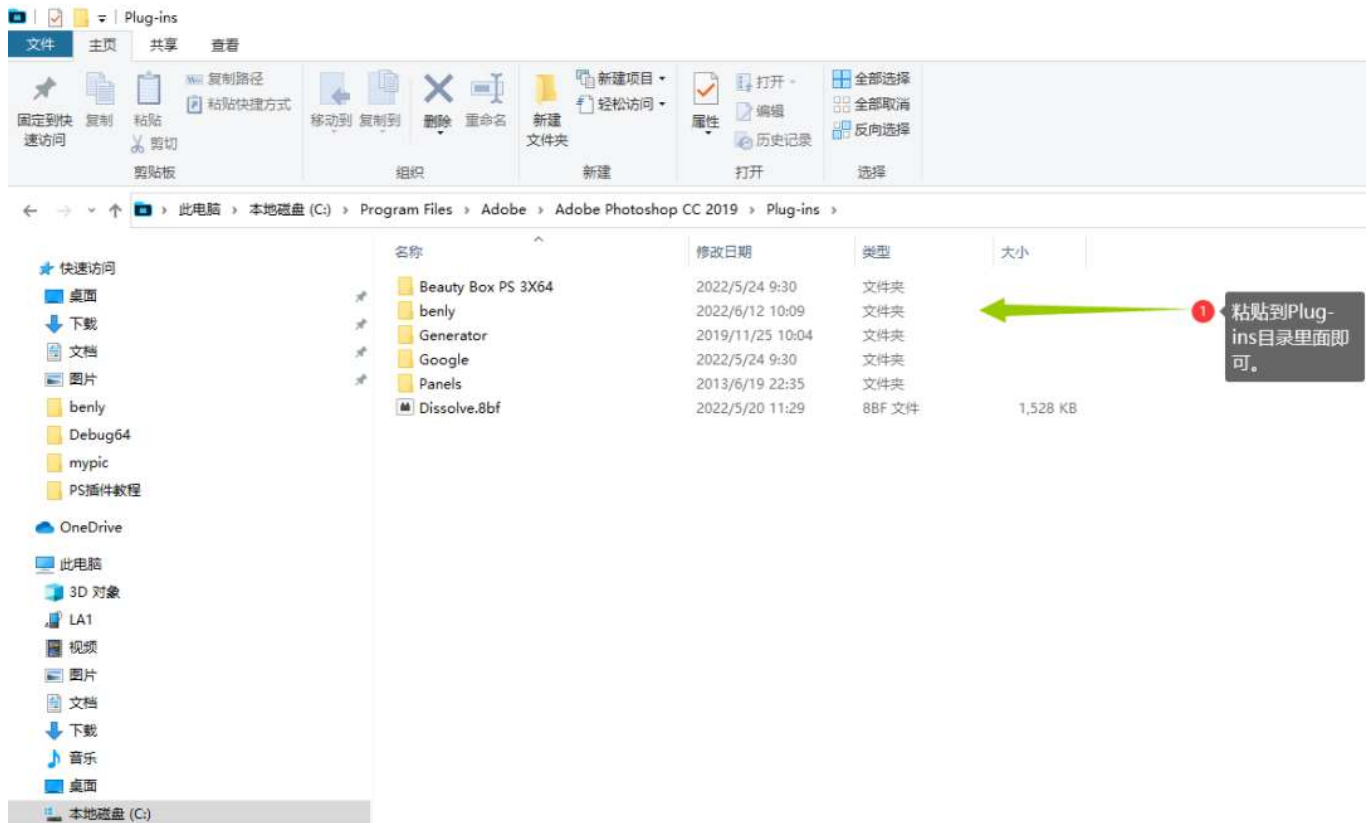 Plug-ins
文件 主页 共享 查看
固定到快速访问
复制
粘贴
复制路径
粘贴快捷方式
剪切
剪贴板
移动到
复制到
删除
重命名
组织
新建
文件夹
新建项目
轻松访问
新建
属性
打开
编辑
历史记录
打开
全部选择
全部取消
反向选择
选择
此电脑 › 本地磁盘 (C:) › Program Files › Adobe › Adobe Photoshop CC 2019 › Plug-ins ›
快速访问
桌面
下载
文档
图片
benly
Debug64
mypic
PS插件教程
OneDrive
此电脑
3D 对象
LA1
视频
图片
文档
下载
音乐
桌面
本地磁盘 (C:)
名称 修改日期 类型 大小
Beauty Box PS 3X64 2022/5/24 9:30 文件夹
benly 2022/6/12 10:09 文件夹
Generator 2019/11/25 10:04 文件夹
Google 2022/5/24 9:30 文件夹
Panels 2013/6/19 22:35 文件夹
Dissolve.8bf 2022/5/20 11:29 8BF 文件 1,528 KB
1
粘贴到Plug-
ins目录里面即
可。